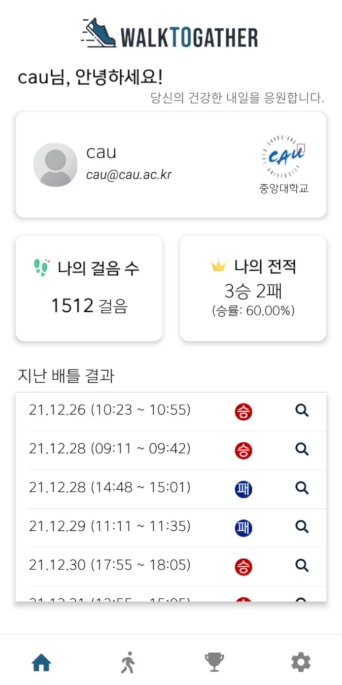 WALKTOGATHER
cau님, 안녕하세요!
당신의 건강한 내일을 응원합니다.
cau
cau@cau.ac.kr
CAU
중앙대학교
나의 걸음 수
1512 걸음
나의 전적
3승 2패
(승률: 60.00%)
지난 배틀 결과
21.12.26 (10:23 ~ 10:55) 승
21.12.28 (09:11 ~ 09:42) 승
21.12.28 (14:48 ~ 15:01) 패
21.12.29 (11:11 ~ 11:35) 패
21.12.30 (17:55 ~ 18:05) 승